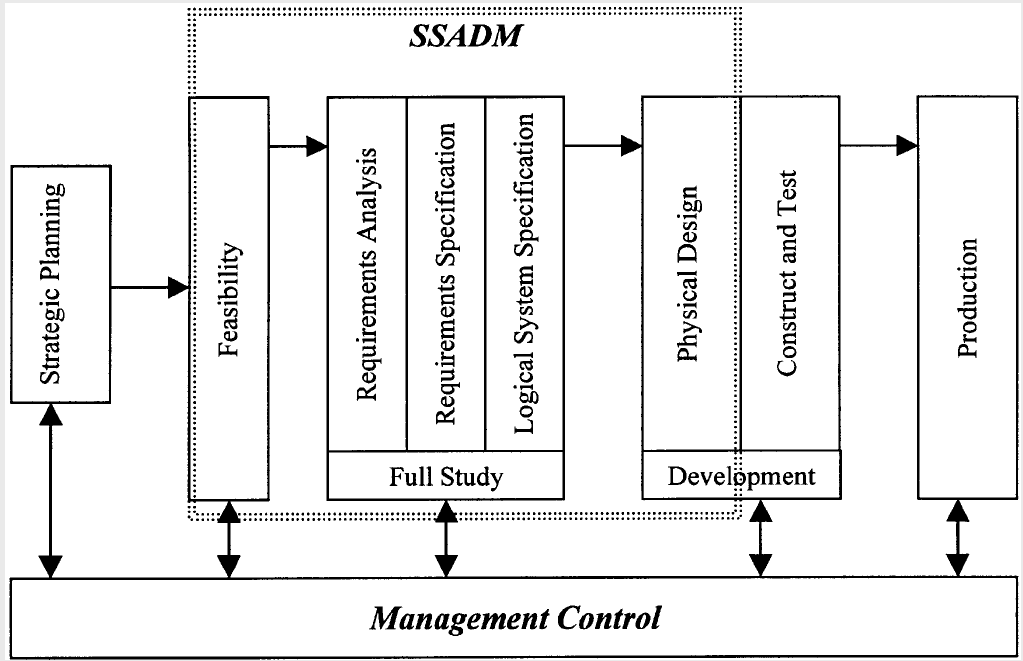 SSADM
Strategic Planning
Feasibility
Requirements Analysis
Requirements Specification
Logical System Specification
Full Study
Physical Design
Construct and Test
Development
Production
Management Control